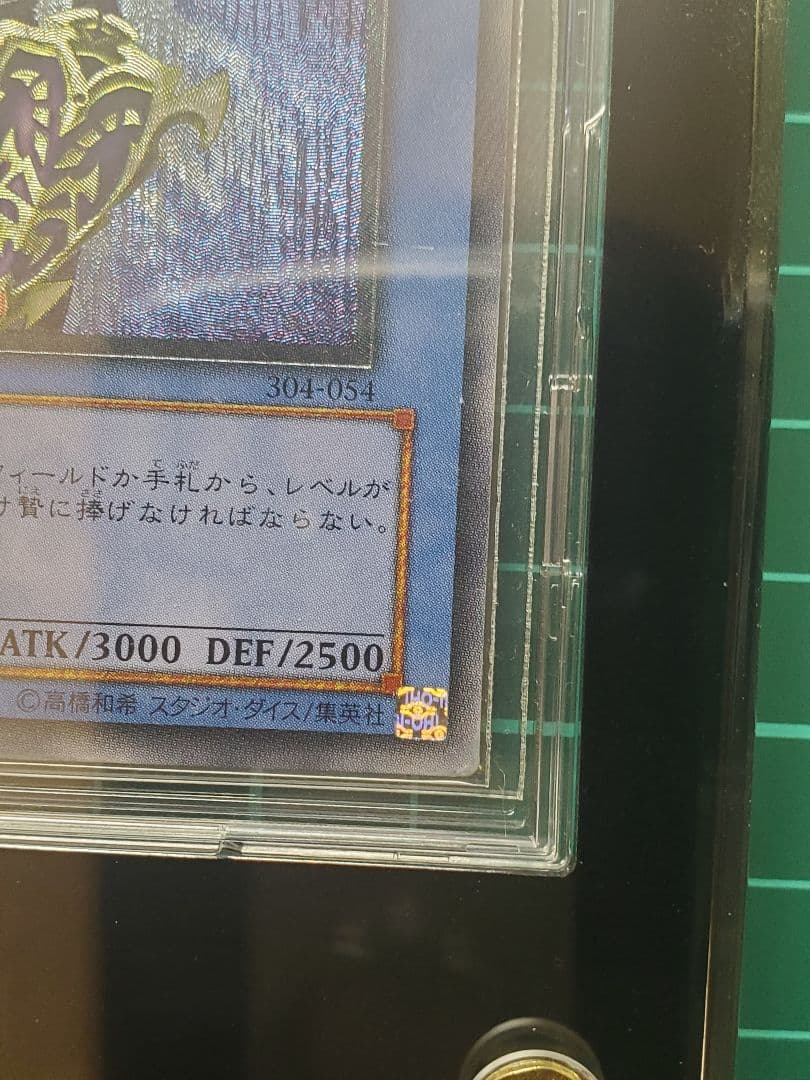 304-054
フィールドか手札から、レベルが
け贄に捧げなければならない。
ATK/3000 DEF/2500
©高橋和希 スタジオ・ダイス/集英社